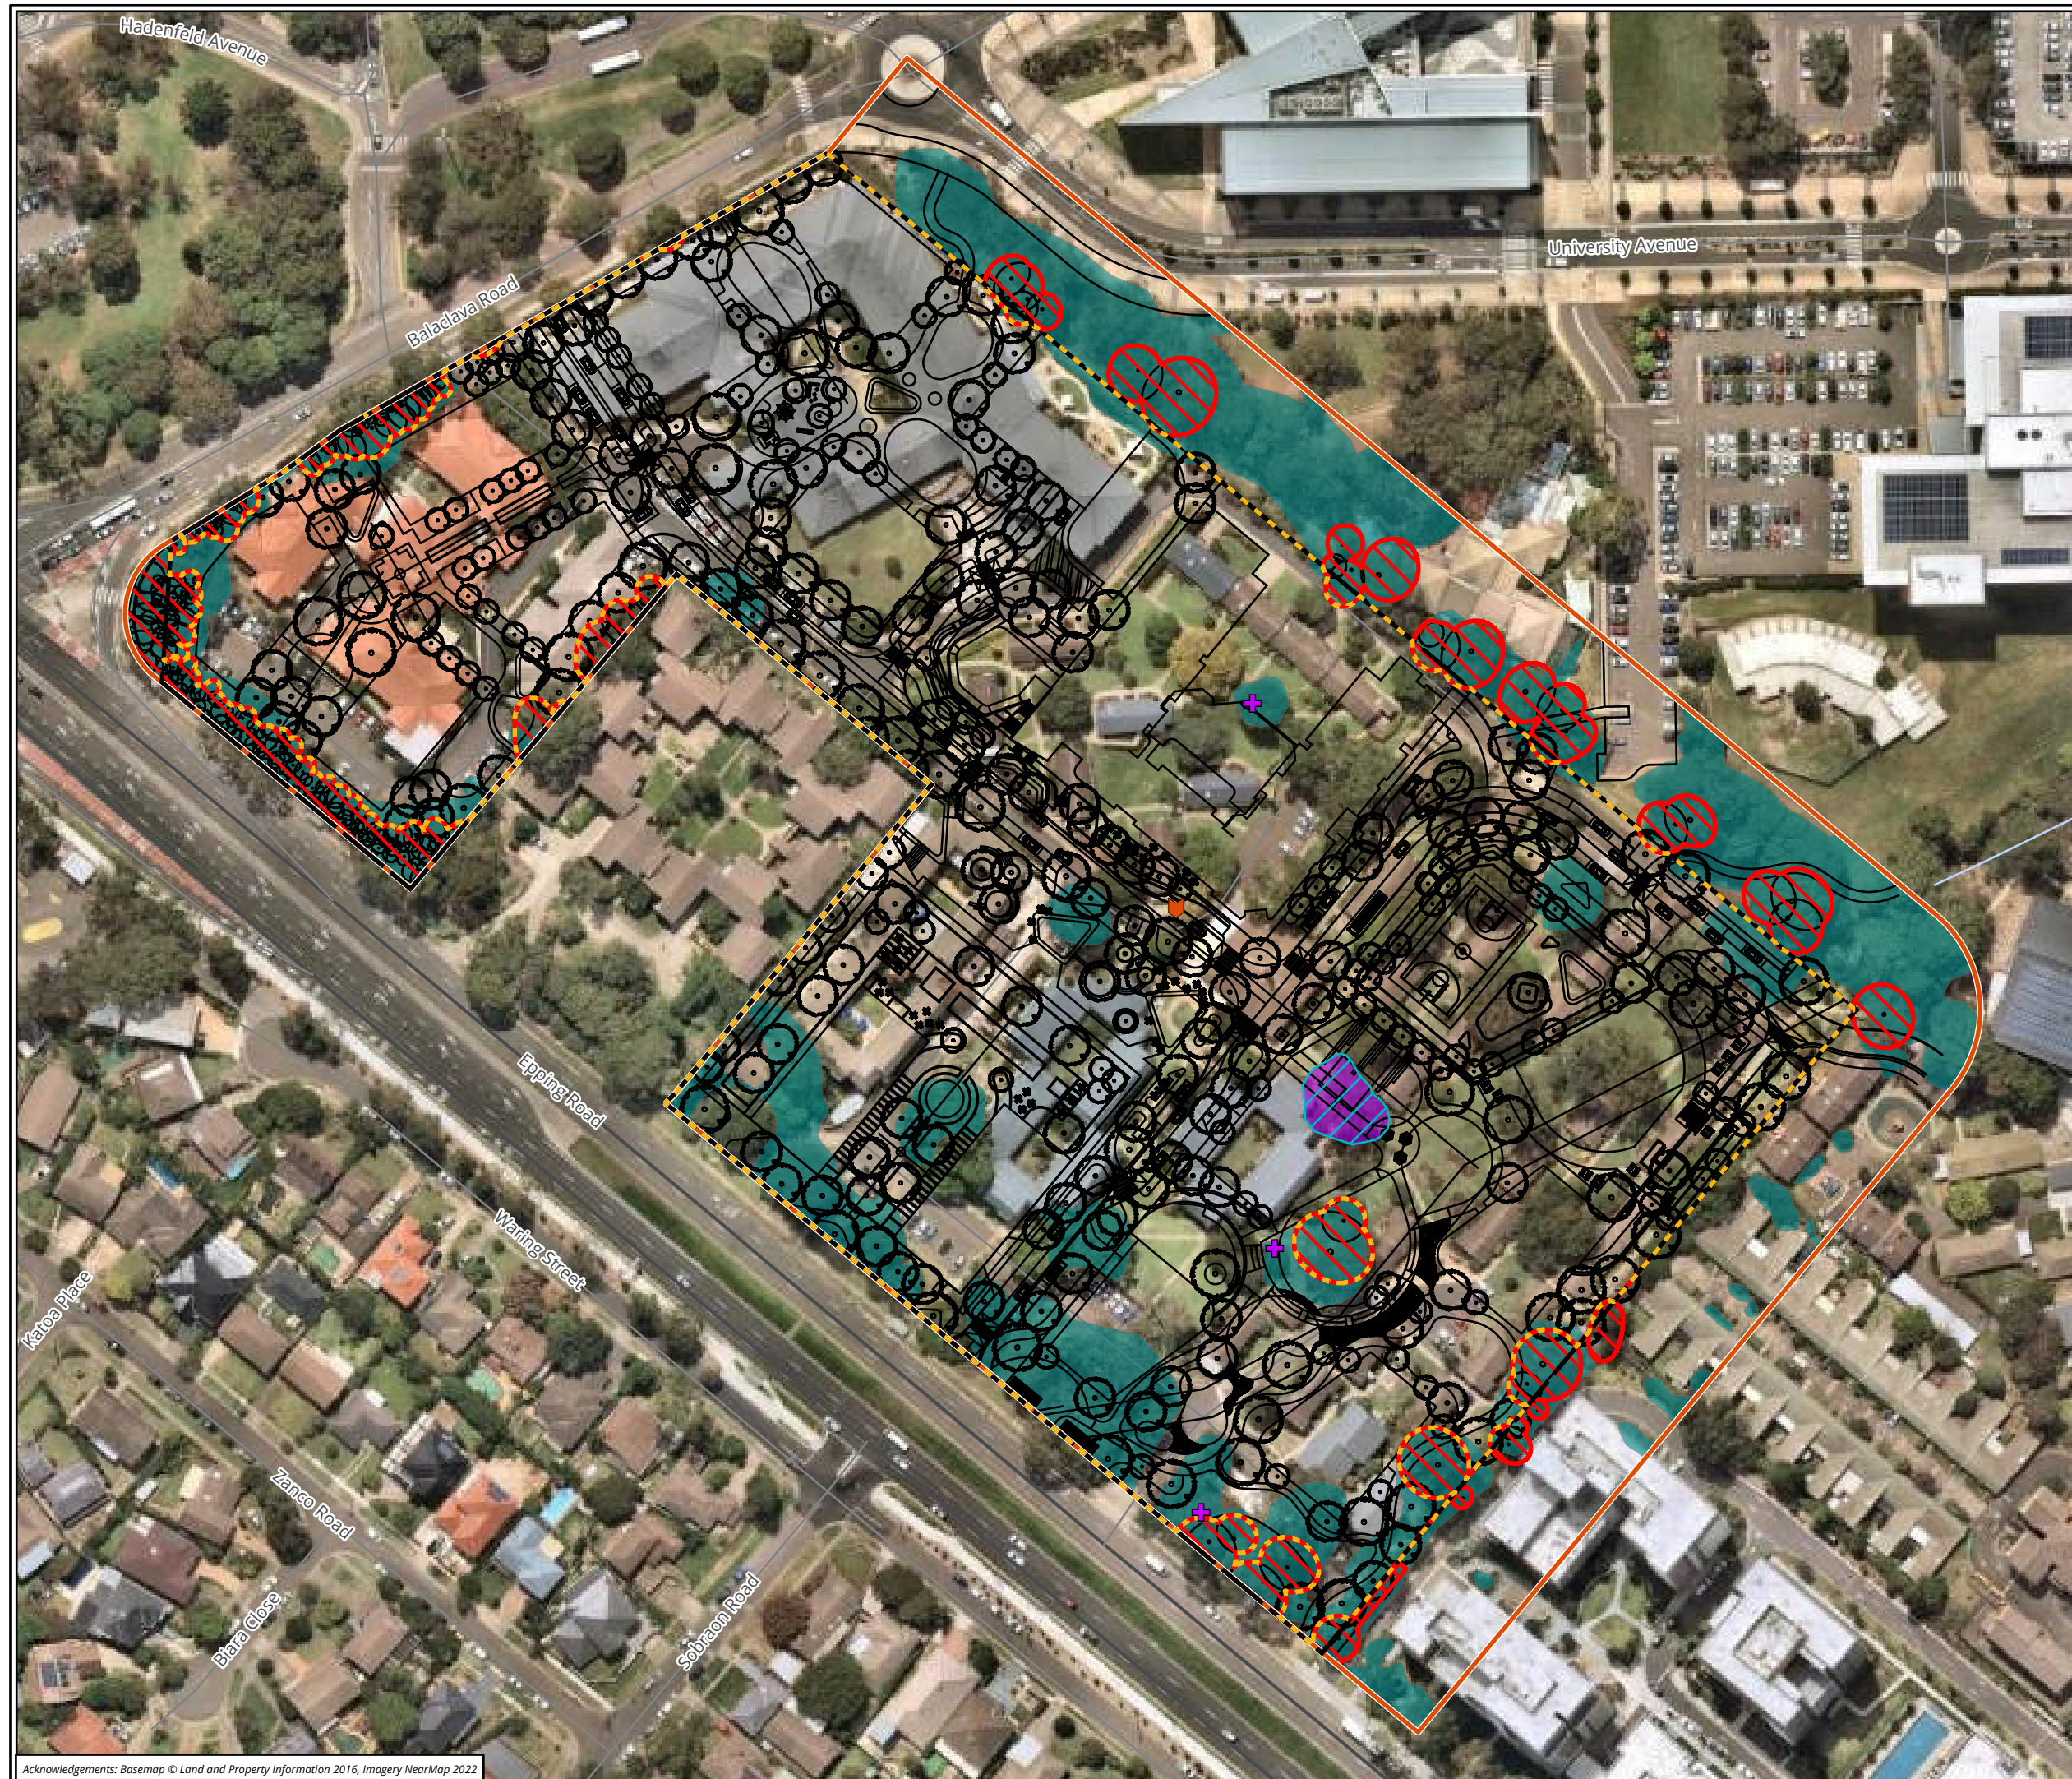 Hadenfeld Avenue
University Avenue
Balaclava Road
Epping Road
Waring Street
Katoa Place
Zanco Road
Biara Close
Sobraon Road
Acknowledgements: Basemap © Land and Property Information 2016, Imagery NearMap 2022